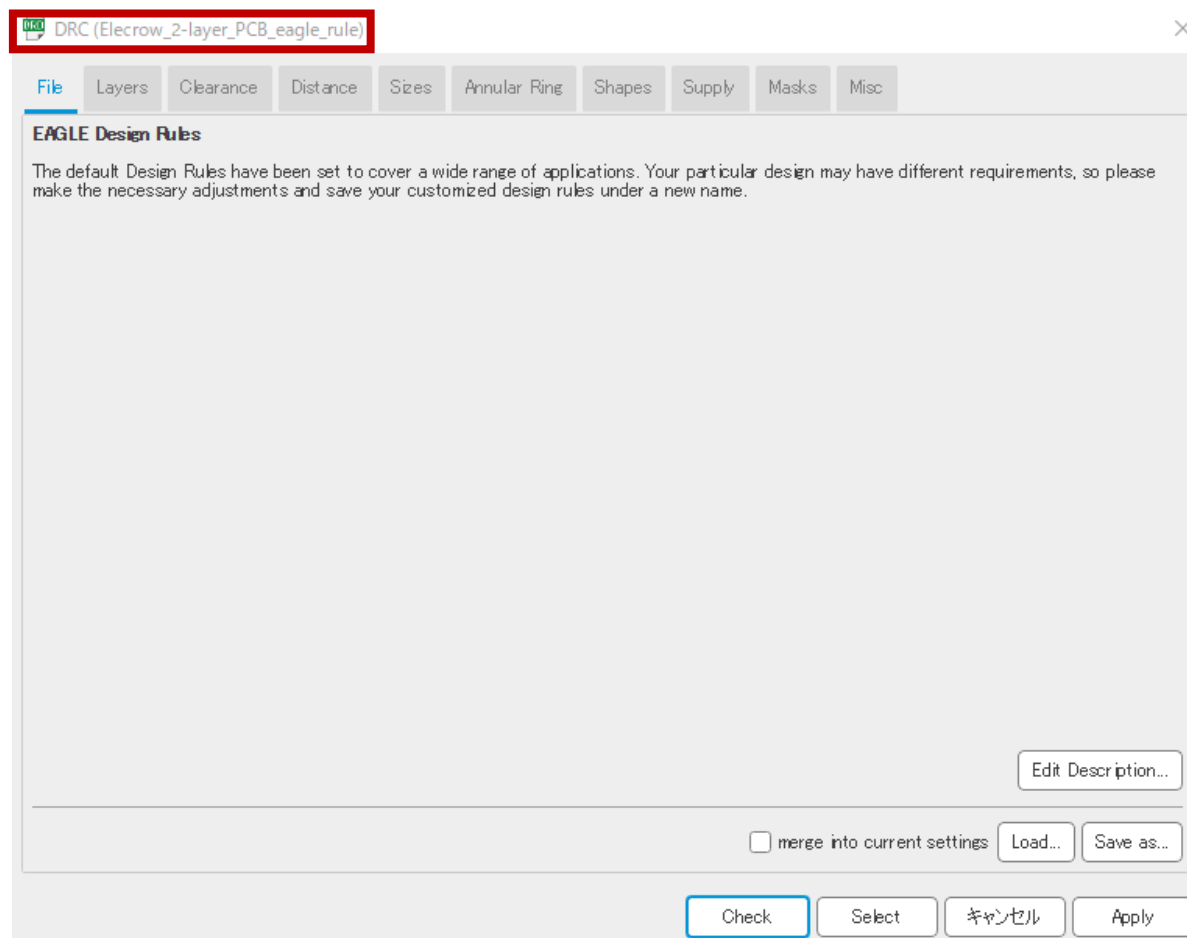 DRC (Elecrow_2-layer_PCB_eagle_rule)
File Layers Clearance Distance Sizes Annular Ring Shapes Supply Masks Misc
EAGLE Design Rules
The default Design Rules have been set to cover a wide range of applications. Your particular design may have different requirements, so please
make the necessary adjustments and save your customized design rules under a new name.
Edit Description...
merge into current settings Load... Save as...
Check Select キャンセル Apply